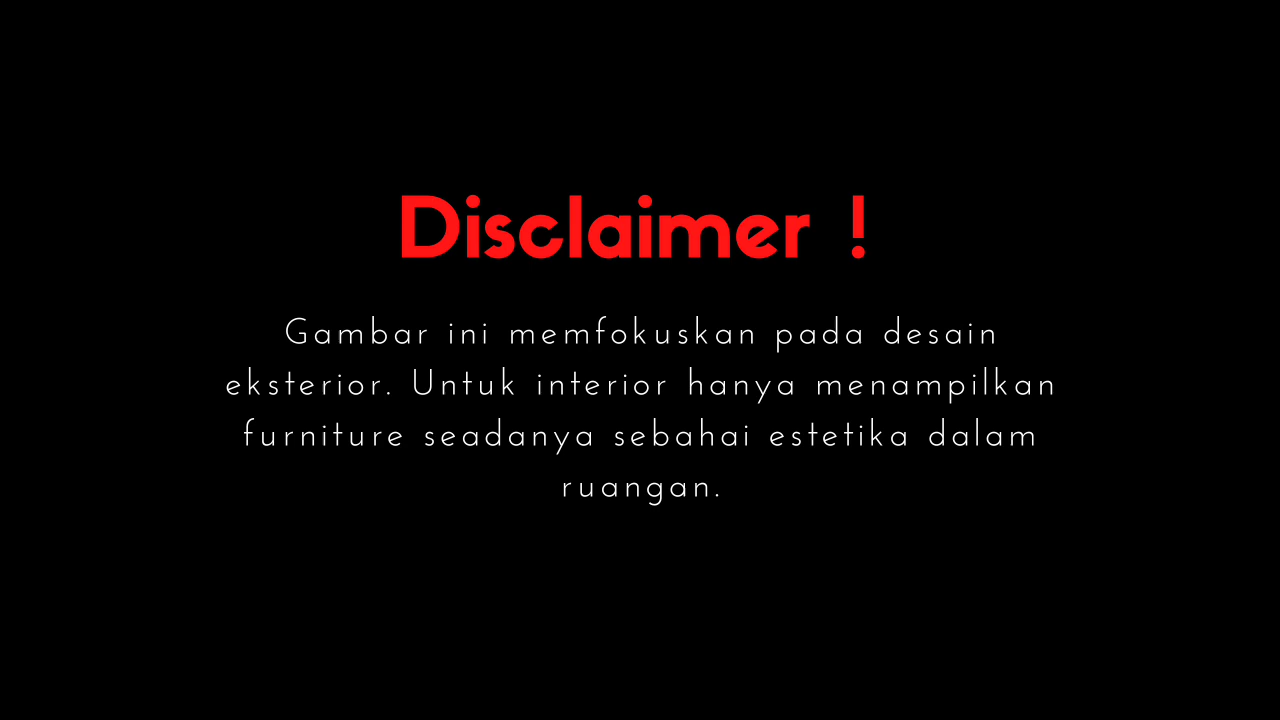 Disclaimer !
Gambar ini memfokuskan pada desain
eksterior. Untuk interior hanya menampilkan
furniture seadanya sebahai estetika dalam
ruangan.